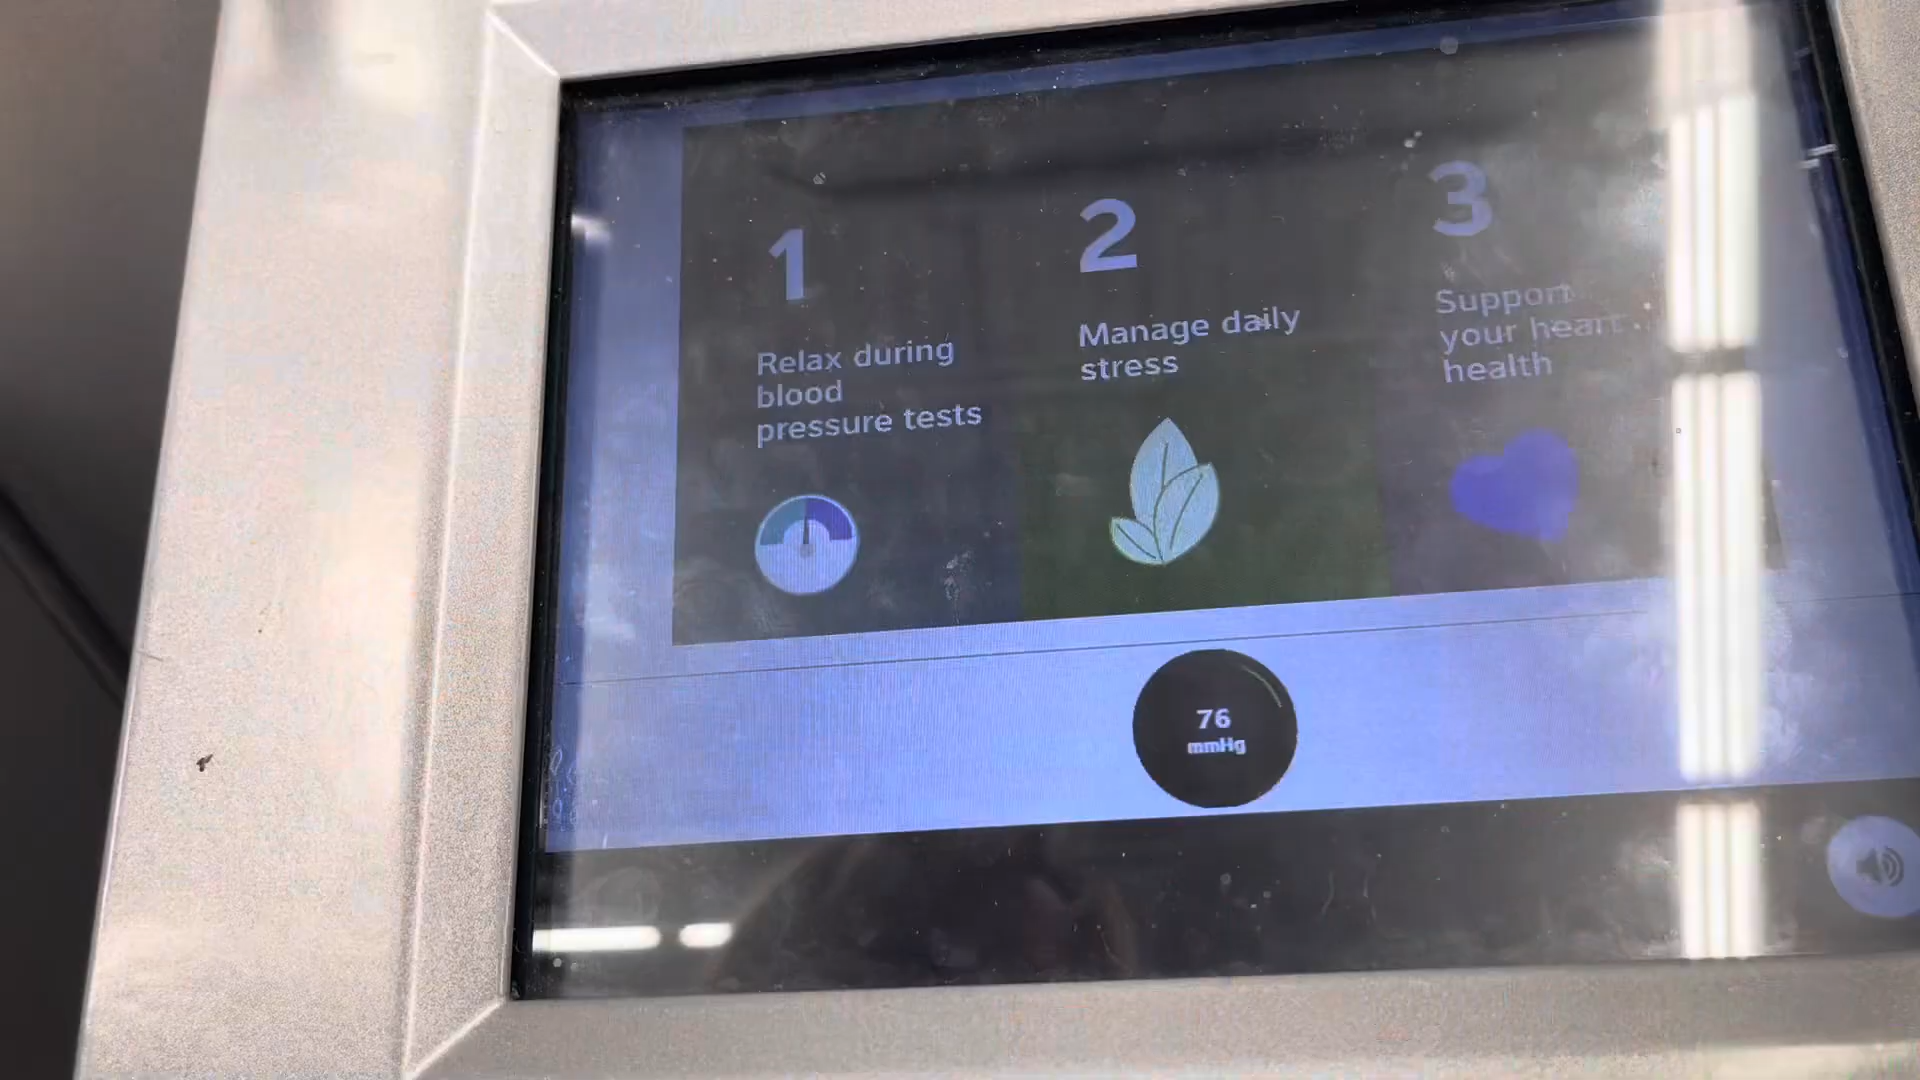 1
Relax during
blood
pressure tests
2
Manage daily
stress
3
Support
your heart
health
76
mmHg